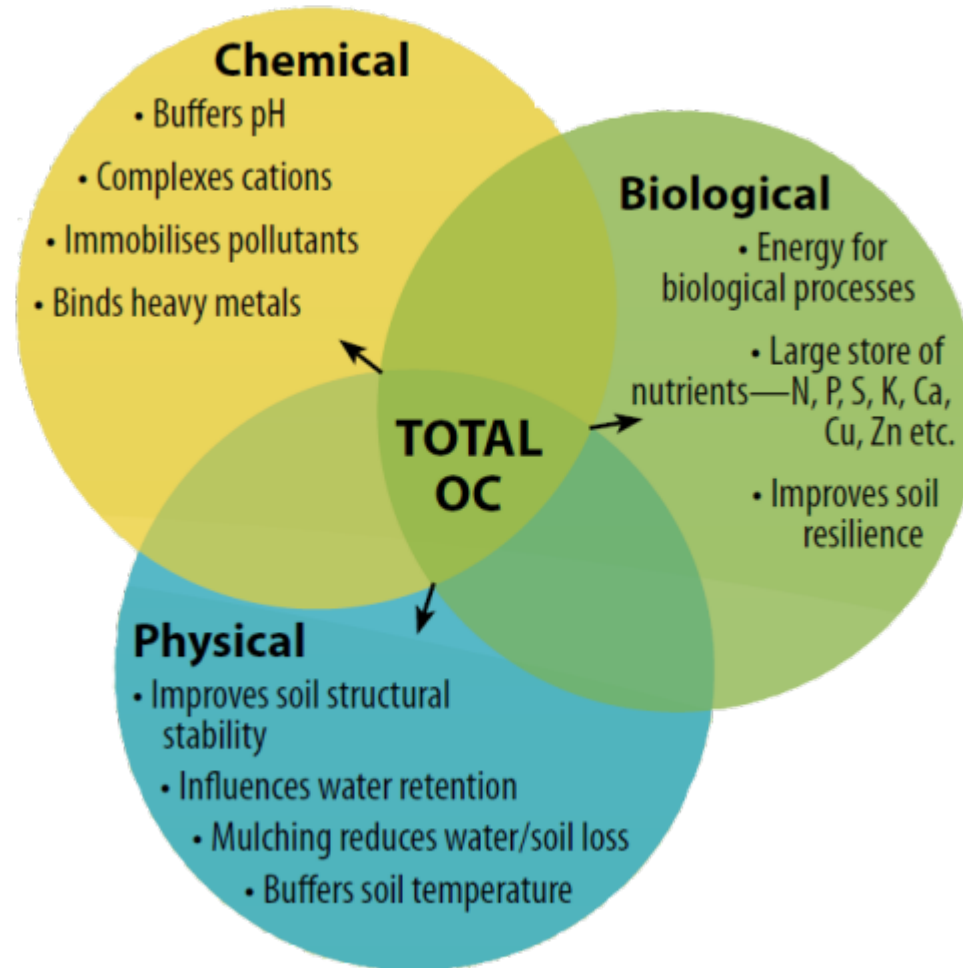 Chemical
• Buffers pH
• Complexes cations
• Immobilises pollutants
• Binds heavy metals
Biological
• Energy for
biological processes
• Large store of
nutrients—N, P, S, K, Ca,
Cu, Zn etc.
• Improves soil
resilience
TOTAL
OC
Physical
• Improves soil structural
stability
• Influences water retention
• Mulching reduces water/soil loss
• Buffers soil temperature